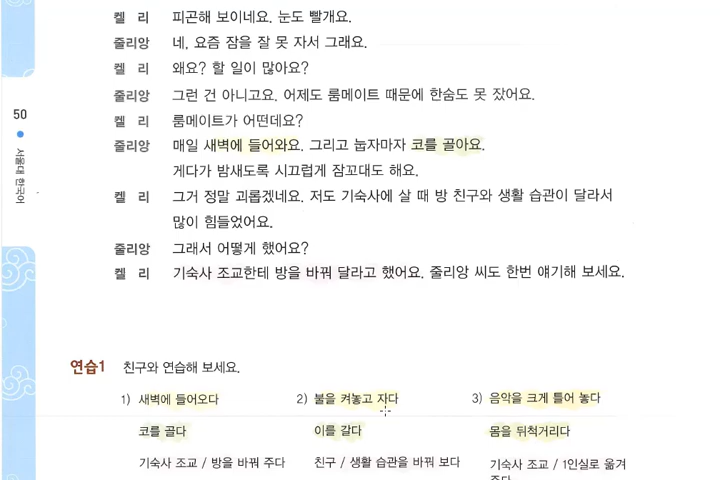 켈 리 피곤해 보이네요. 눈도 빨개요.
줄리앙 네, 요즘 잠을 잘 못 자서 그래요.
켈 리 왜요? 할 일이 많아요?
줄리앙 그런 건 아니고요. 어제도 룸메이트 때문에 한숨도 못 잤어요.
켈 리 룸메이트가 어떤데요?
줄리앙 매일 새벽에 들어와요. 그리고 눕자마자 코를 골아요.
게다가 밤새도록 시끄럽게 잠꼬대도 해요.
켈 리 그거 정말 괴롭겠네요. 저도 기숙사에 살 때 방 친구와 생활 습관이 달라서
많이 힘들었어요.
줄리앙 그래서 어떻게 했어요?
켈 리 기숙사 조교한테 방을 바꿔 달라고 했어요. 줄리앙 씨도 한번 얘기해 보세요.
50
서울대 한국어
연습1 친구와 연습해 보세요.
1) 새벽에 들어오다 2) 불을 켜놓고 자다 3) 음악을 크게 틀어 놓다
코를 골다 이를 갈다 몸을 뒤척거리다
기숙사 조교 / 방을 바꿔 주다 친구 / 생활 습관을 바꿔 보다 기숙사 조교 / 1인실로 옮겨
주다